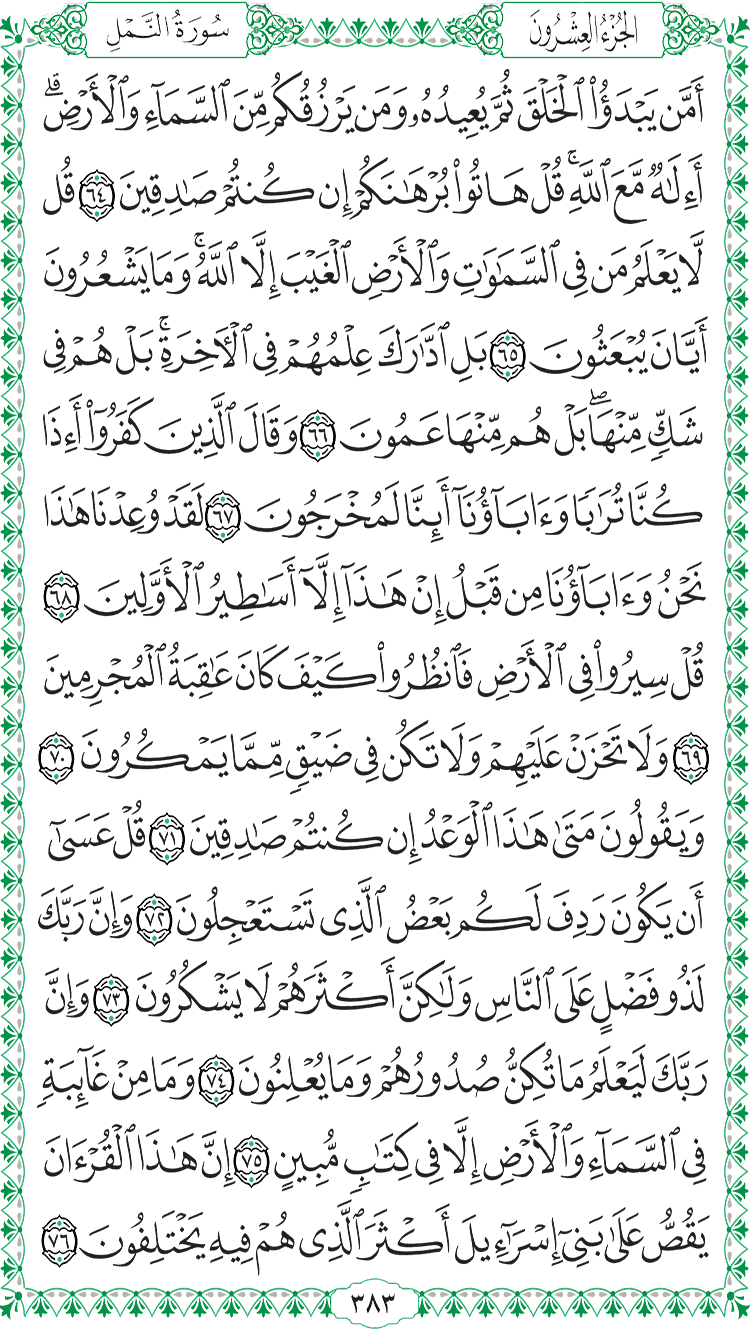 الجُزْءُ العِشْرُونَ
سُورَةُ النَّمْلِ
أَمَّن يَبْدَؤُا۟ ٱلْخَلْقَ ثُمَّ يُعِيدُهُۥ وَمَن يَرْزُقُكُم مِّنَ ٱلسَّمَآءِ وَٱلْأَرْضِۗ
أَءِلَٰهٌ مَّعَ ٱللَّهِۚ قُلْ هَاتُوا۟ بُرْهَٰنَكُمْ إِن كُنتُمْ صَٰدِقِينَ ٦٤ قُل
لَّا يَعْلَمُ مَن فِى ٱلسَّمَٰوَٰتِ وَٱلْأَرْضِ ٱلْغَيْبَ إِلَّا ٱللَّهُۚ وَمَا يَشْعُرُونَ
أَيَّانَ يُبْعَثُونَ ٦٥ بَلِ ٱدَّٰرَكَ عِلْمُهُمْ فِى ٱلْءَاخِرَةِۚ بَلْ هُمْ فِى
شَكٍّ مِّنْهَاۖ بَلْ هُم مِّنْهَا عَمُونَ ٦٦ وَقَالَ ٱلَّذِينَ كَفَرُوٓا۟ أَءِذَا
كُنَّا تُرَٰبًا وَءَابَآؤُنَآ أَئِنَّا لَمُخْرَجُونَ ٦٧ لَقَدْ وُعِدْنَا هَٰذَا
نَحْنُ وَءَابَآؤُنَا مِن قَبْلُ إِنْ هَٰذَآ إِلَّآ أَسَٰطِيرُ ٱلْأَوَّلِينَ ٦٨
قُلْ سِيرُوا۟ فِى ٱلْأَرْضِ فَٱنظُرُوا۟ كَيْفَ كَانَ عَٰقِبَةُ ٱلْمُجْرِمِينَ
٦٩ وَلَا تَحْزَنْ عَلَيْهِمْ وَلَا تَكُن فِى ضَيْقٍ مِّمَّا يَمْكُرُونَ ٧٠
وَيَقُولُونَ مَتَىٰ هَٰذَا ٱلْوَعْدُ إِن كُنتُمْ صَٰدِقِينَ ٧١ قُلْ عَسَىٰٓ
أَن يَكُونَ رَدِفَ لَكُم بَعْضُ ٱلَّذِى تَسْتَعْجِلُونَ ٧٢ وَإِنَّ رَبَّكَ
لَذُو فَضْلٍ عَلَى ٱلنَّاسِ وَلَٰكِنَّ أَكْثَرَهُمْ لَا يَشْكُرُونَ ٧٣ وَإِنَّ
رَبَّكَ لَيَعْلَمُ مَا تُكِنُّ صُدُورُهُمْ وَمَا يُعْلِنُونَ ٧٤ وَمَا مِنْ غَآئِبَةٍ
فِى ٱلسَّمَآءِ وَٱلْأَرْضِ إِلَّا فِى كِتَٰبٍ مُّبِينٍ ٧٥ إِنَّ هَٰذَا ٱلْقُرْءَانَ
يَقُصُّ عَلَىٰ بَنِىٓ إِسْرَٰٓءِيلَ أَكْثَرَ ٱلَّذِى هُمْ فِيهِ يَخْتَلِفُونَ ٧٦
٣٨٣